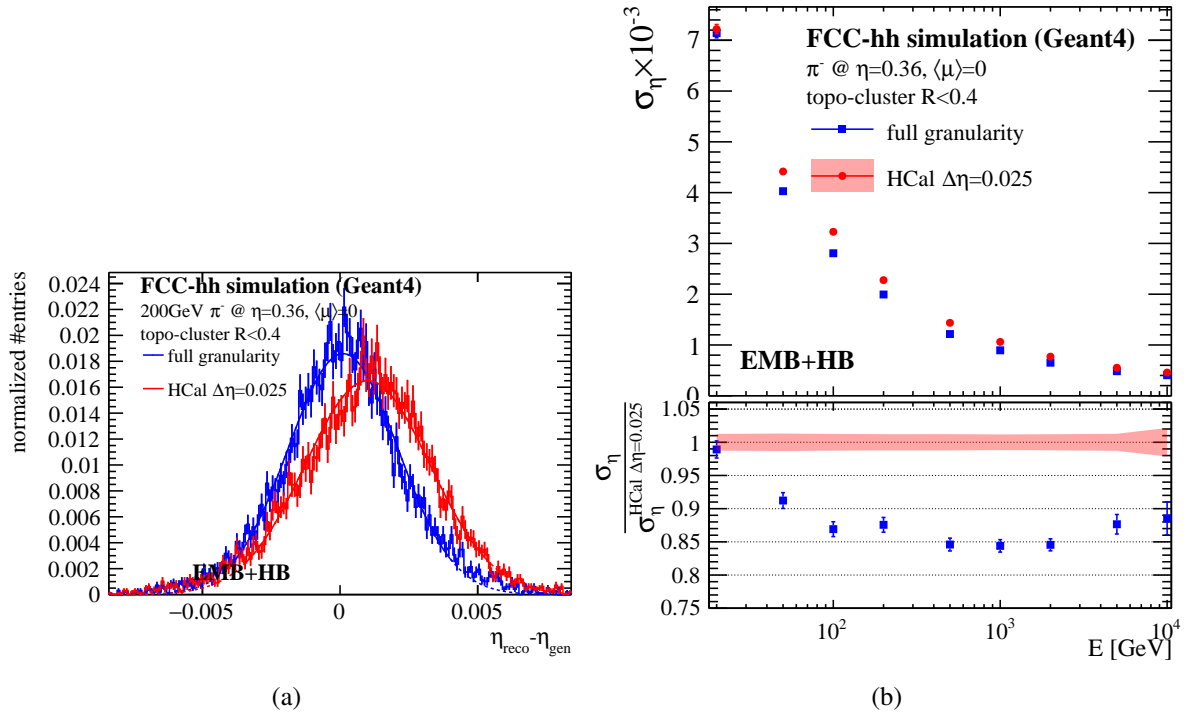 normalized #entries
0.024
0.022
0.02
0.018
0.016
0.014
0.012
0.01
0.008
0.006
0.004
0.002
0
FCC-hh simulation (Geant4)
200GeV π⁻ @ η=0.36, ⟨μ⟩=0
topo-cluster R<0.4
full granularity
HCal Δη=0.025
EMB+HB
−0.005 0 0.005
η_reco-η_gen
(a)
σ_η×10⁻³
7
6
5
4
3
2
1
0
FCC-hh simulation (Geant4)
π⁻ @ η=0.36, ⟨μ⟩=0
topo-cluster R<0.4
full granularity
HCal Δη=0.025
EMB+HB
σ_η
σ_η^HCal Δη=0.025
1.05
1
0.95
0.9
0.85
0.8
0.75
10² 10³ 10⁴
E [GeV]
(b)